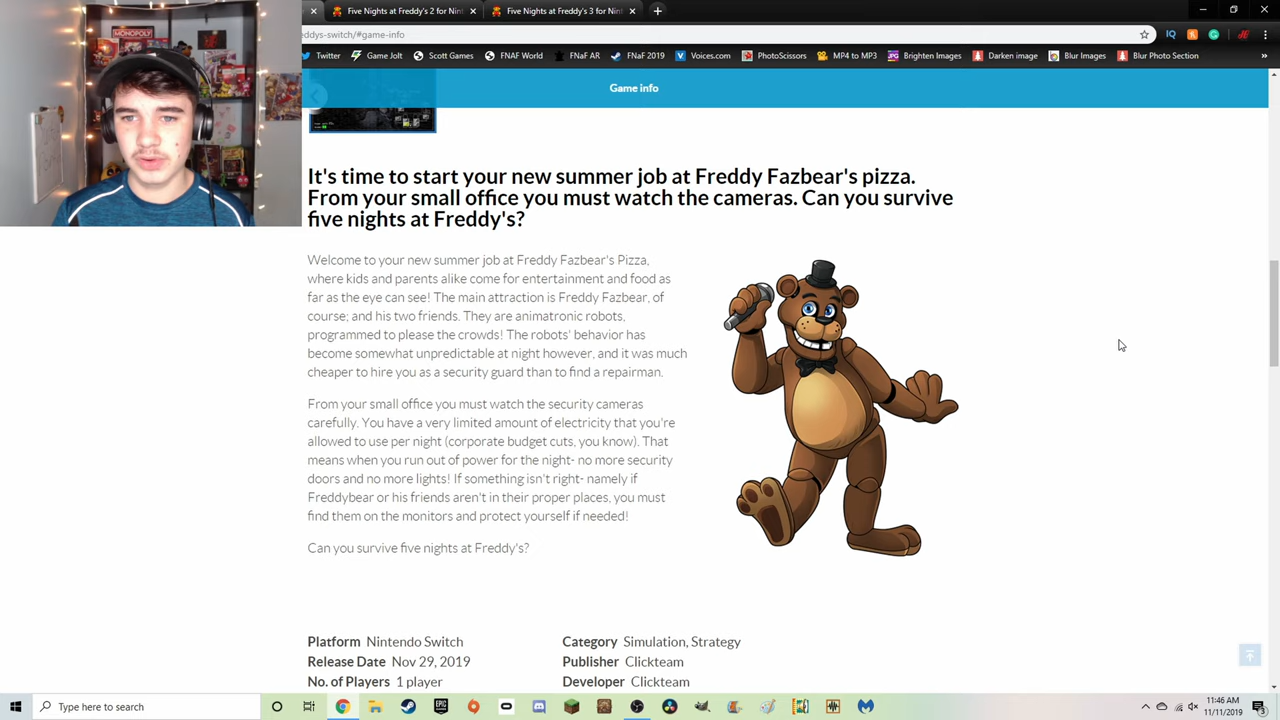 MONOPOLY
Five Nights at Freddy's 2 for Nin
Five Nights at Freddy's 3 for Nin
eddys-switch/#game-info
Twitter Game Jolt Scott Games FNAF World FNAF AR FNAF 2019 Voices.com PhotoScissors MP4 to MP3 Brighten Images Darken image Blur Images Blur Photo Section
Game info
It's time to start your new summer job at Freddy Fazbear's pizza.
From your small office you must watch the cameras. Can you survive
five nights at Freddy's?
Welcome to your new summer job at Freddy Fazbear's Pizza,
where kids and parents alike come for entertainment and food as
far as the eye can see! The main attraction is Freddy Fazbear, of
course; and his two friends. They are animatronic robots,
programmed to please the crowds! The robots' behavior has
become somewhat unpredictable at night however, and it was much
cheaper to hire you as a security guard than to find a repairman.
From your small office you must watch the security cameras
carefully. You have a very limited amount of electricity that you're
allowed to use per night (corporate budget cuts, you know). That
means when you run out of power for the night- no more security
doors and no more lights! If something isn't right- namely if
Freddybear or his friends aren't in their proper places, you must
find them on the monitors and protect yourself if needed!
Can you survive five nights at Freddy's?
Platform Nintendo Switch Category Simulation, Strategy
Release Date Nov 29, 2019 Publisher Clickteam
No. of Players 1 player Developer Clickteam
Type here to search
11:46 AM
11/11/2019